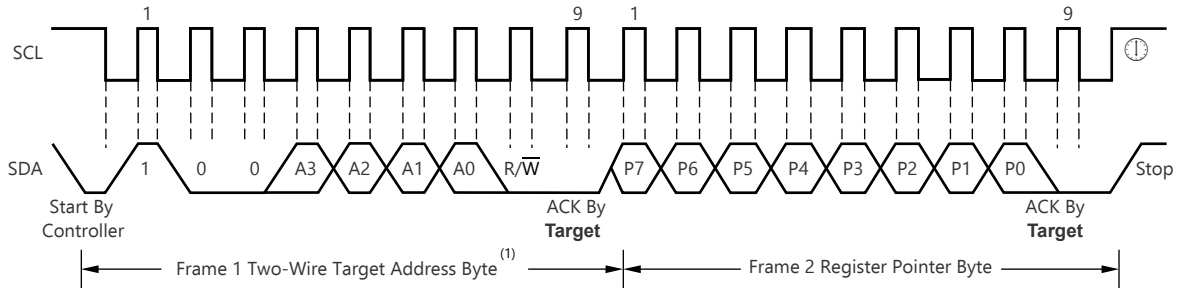 1 9 1 9
SCL
SDA 1 0 0 A3 A2 A1 A0 R/W̅ P7 P6 P5 P4 P3 P2 P1 P0 Stop
Start By ACK By ACK By
Controller Target Target
Frame 1 Two-Wire Target Address Byte(1) Frame 2 Register Pointer Byte